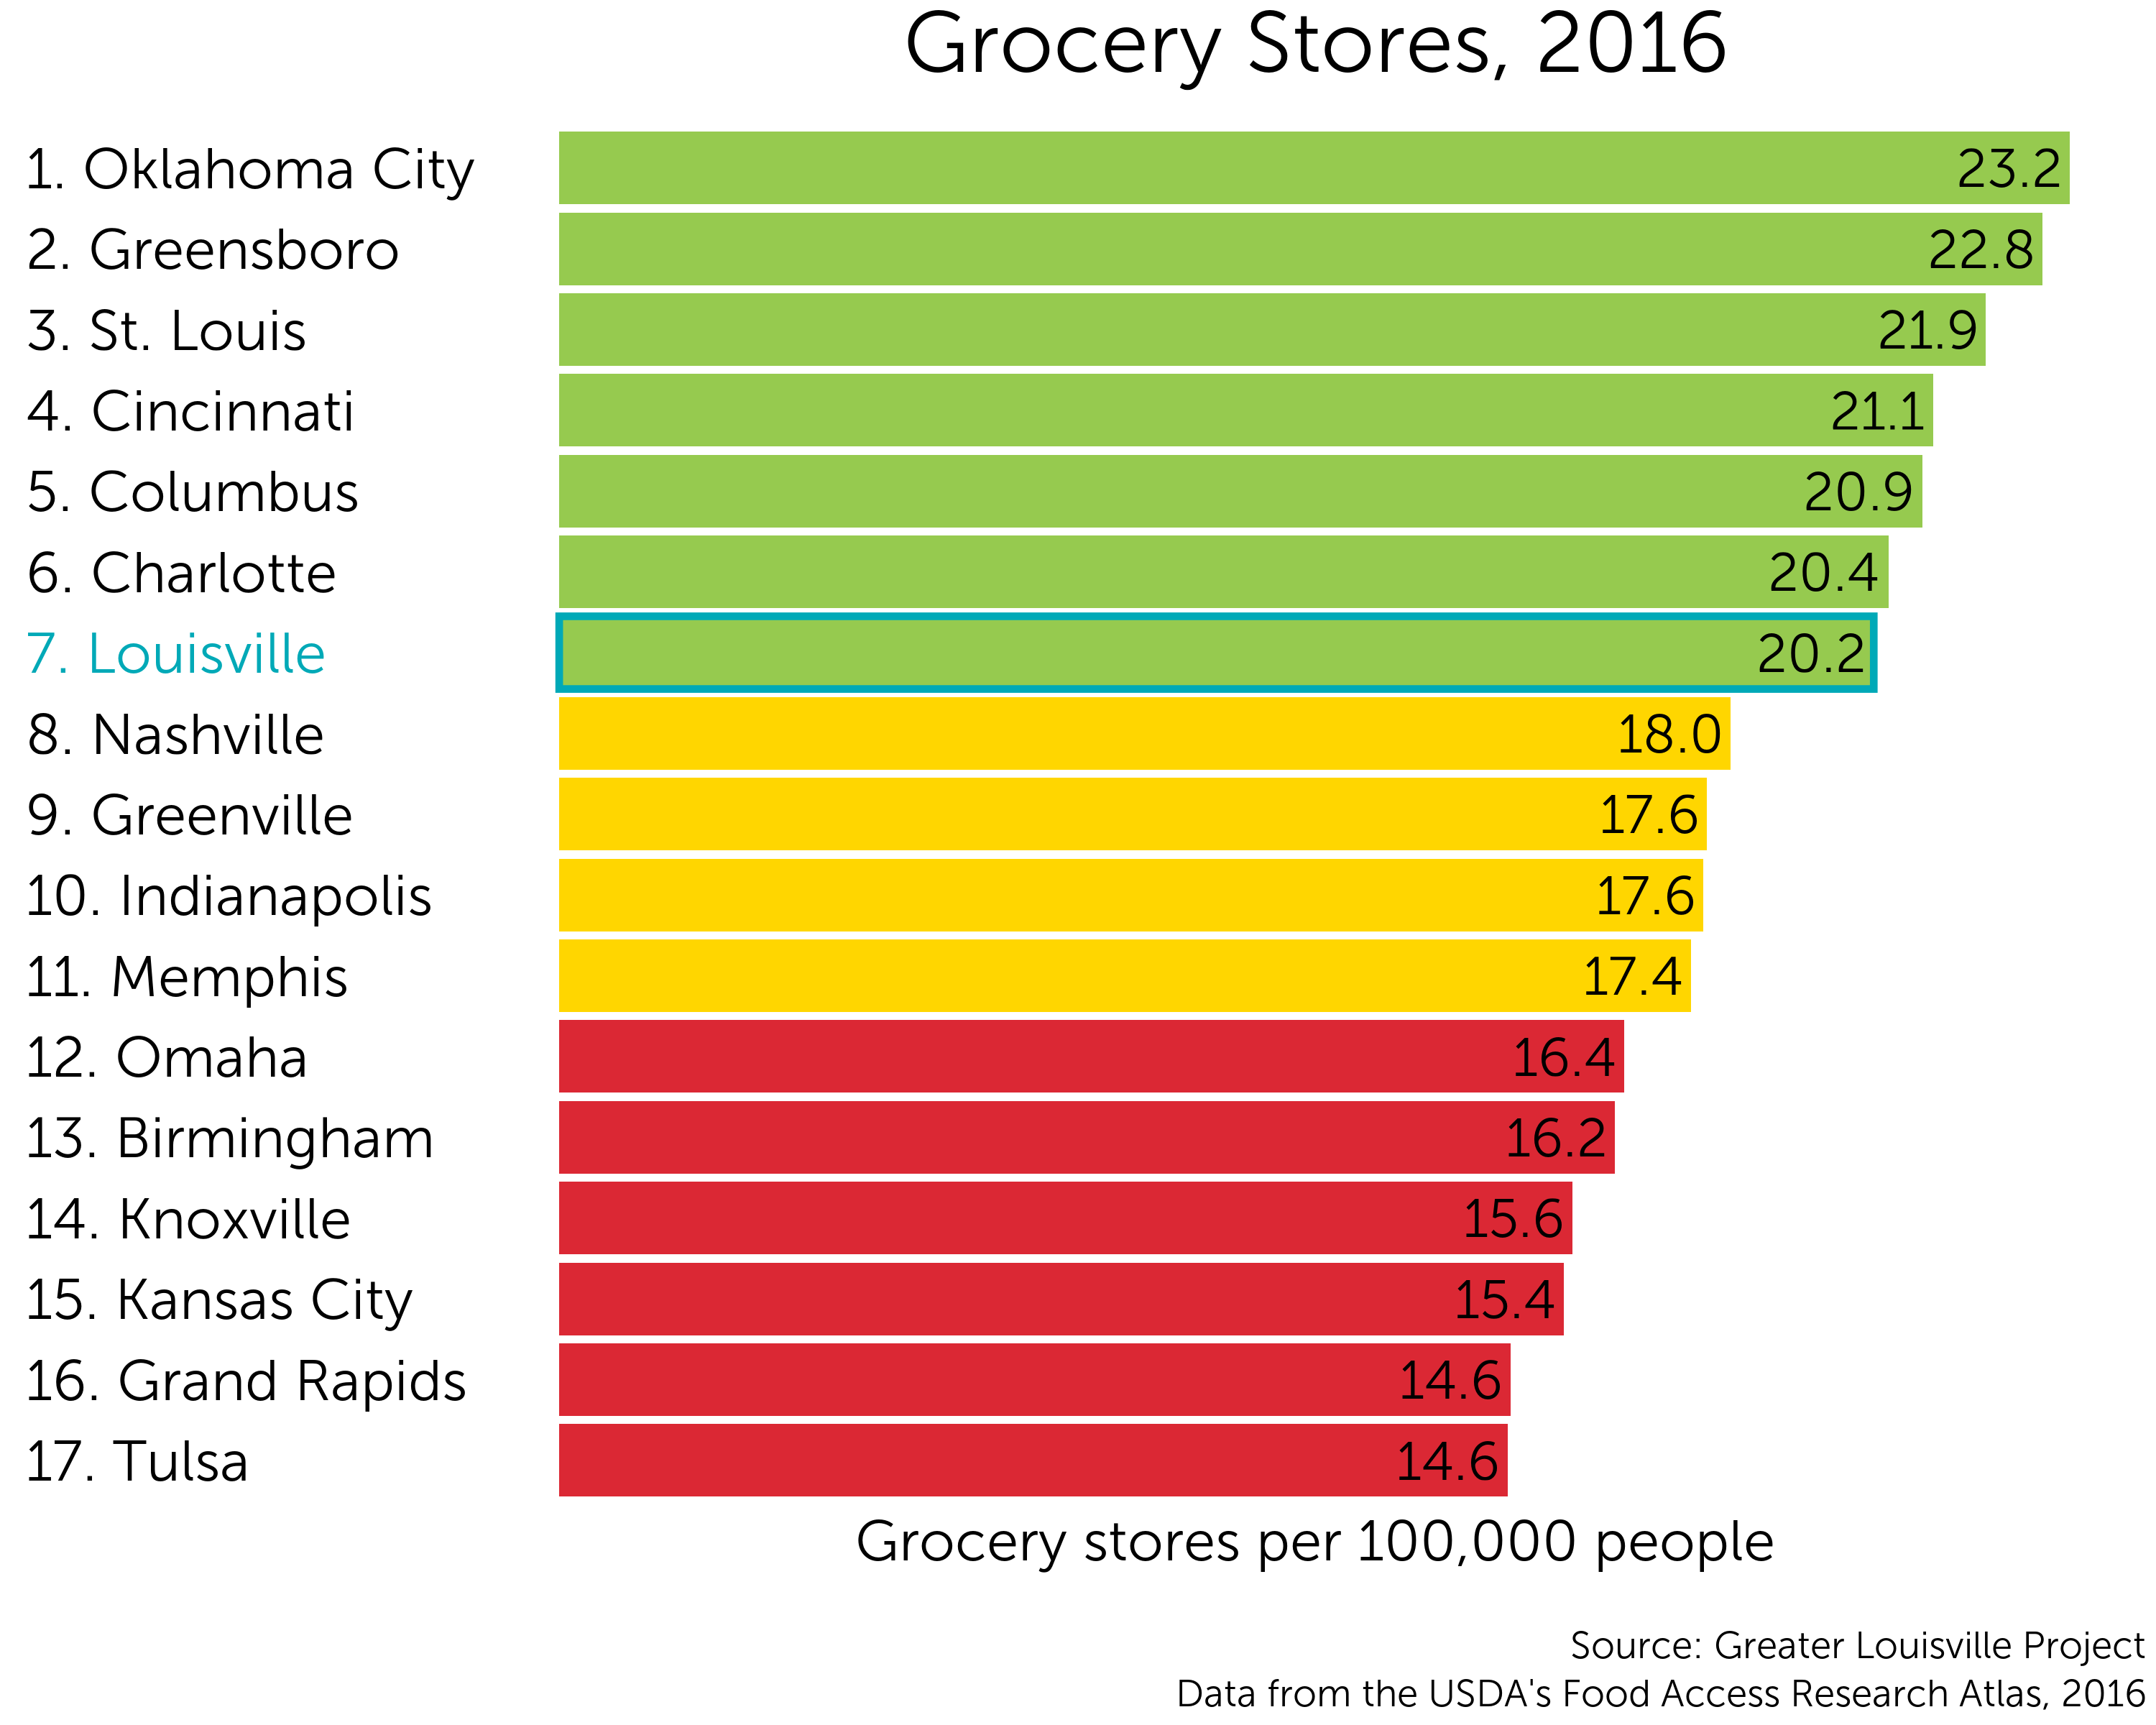 Grocery Stores, 2016
1. Oklahoma City 23.2
2. Greensboro 22.8
3. St. Louis 21.9
4. Cincinnati 21.1
5. Columbus 20.9
6. Charlotte 20.4
7. Louisville 20.2
8. Nashville 18.0
9. Greenville 17.6
10. Indianapolis 17.6
11. Memphis 17.4
12. Omaha 16.4
13. Birmingham 16.2
14. Knoxville 15.6
15. Kansas City 15.4
16. Grand Rapids 14.6
17. Tulsa 14.6
Grocery stores per 100,000 people
Source: Greater Louisville Project
Data from the USDA's Food Access Research Atlas, 2016